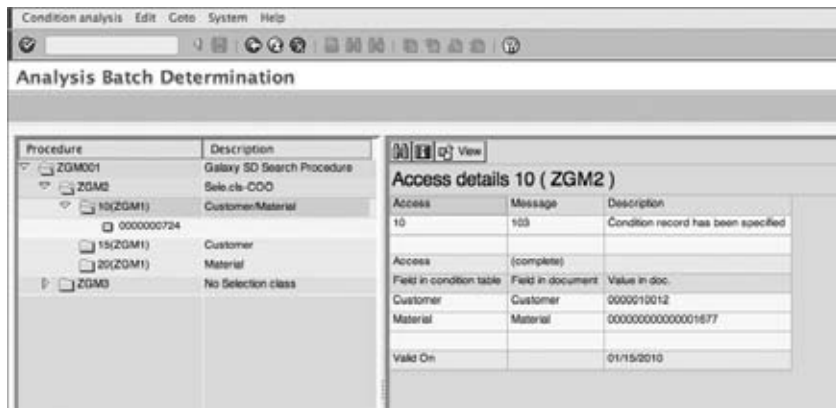 Condition analysis Edit Goto System Help
Analysis Batch Determination
Procedure Description
ZGM001 Galaxy SD Search Procedure
ZGM2 Sele.cls-COO
10(ZGM1) Customer/Material
0000000724
15(ZGM1) Customer
20(ZGM1) Material
ZGM3 No Selection class
View
Access details 10 ( ZGM2 )
Access Message Description
10 103 Condition record has been specified
Access (complete)
Field in condition table Field in document Value in doc.
Customer Customer 0000010012
Material Material 000000000000001677
Valid On 01/15/2010